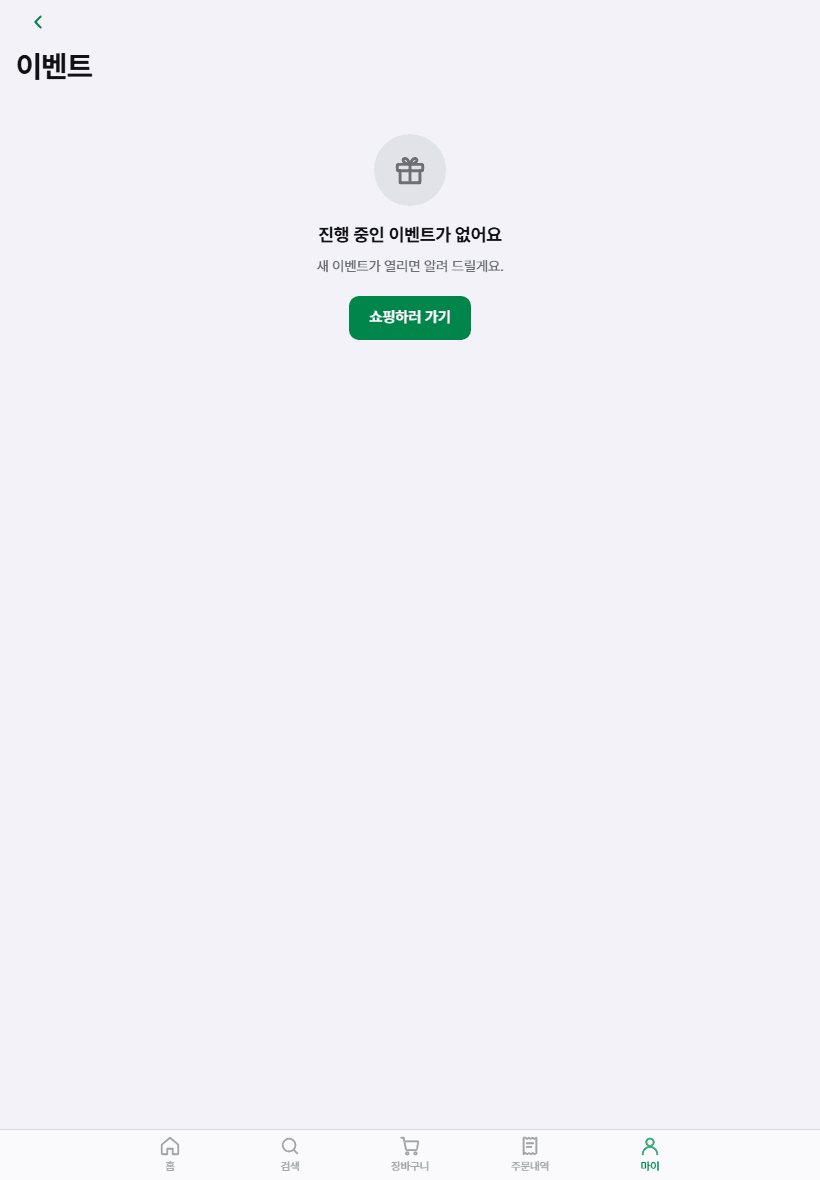 이벤트
진행 중인 이벤트가 없어요
새 이벤트가 열리면 알려 드릴게요.
쇼핑하러 가기
홈
검색
장바구니
주문내역
마이